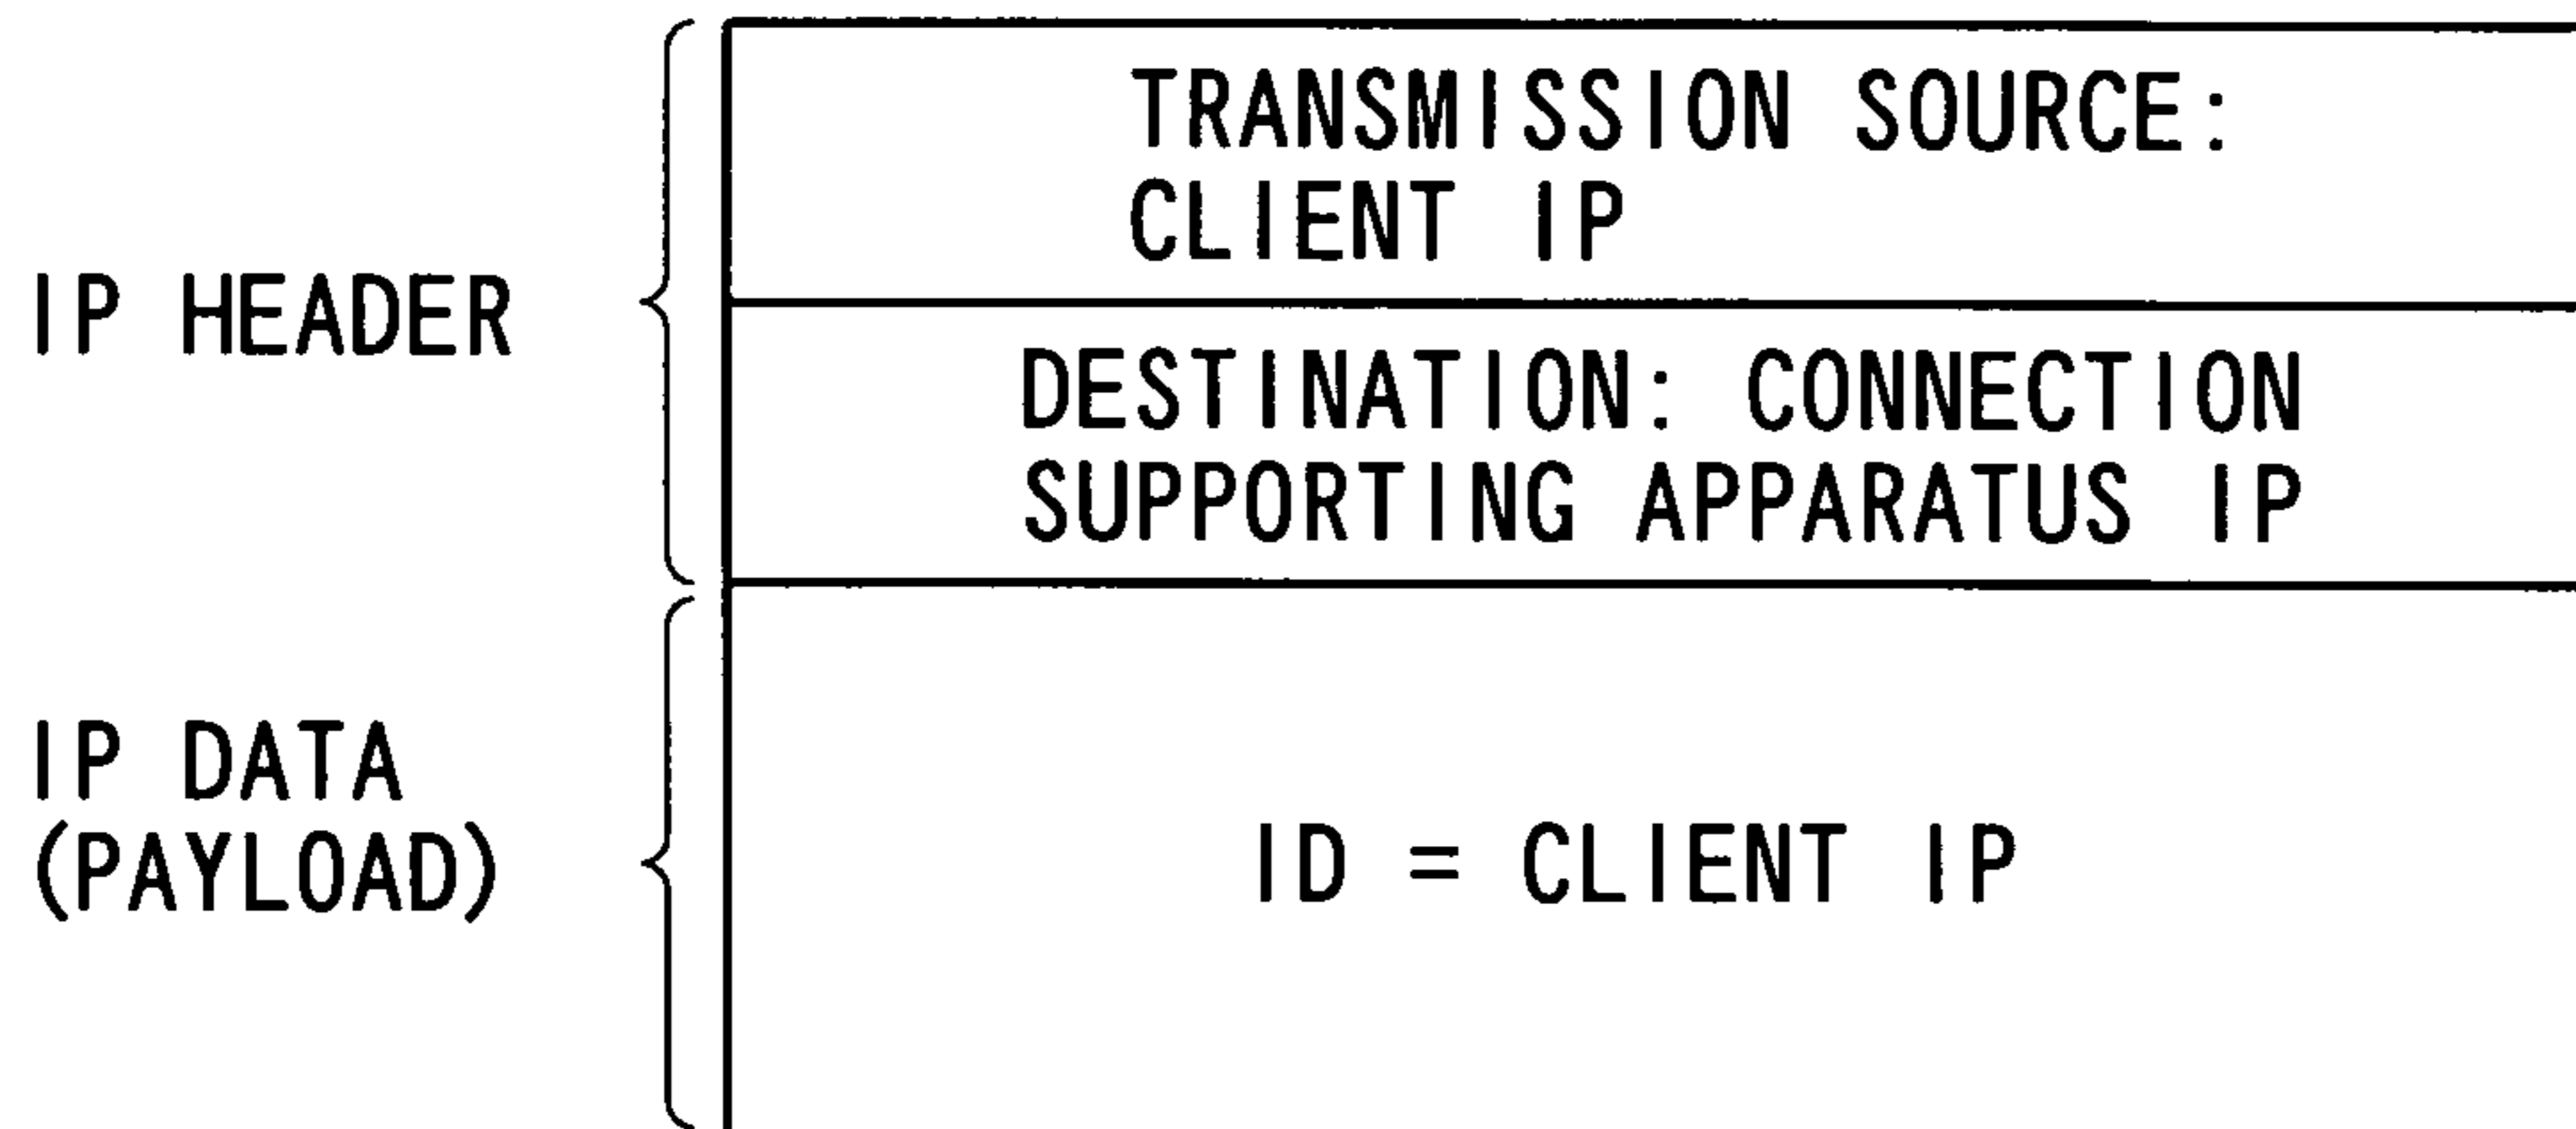 TRANSMISSION SOURCE:
CLIENT IP
IP HEADER
DESTINATION: CONNECTION
SUPPORTING APPARATUS IP
IP DATA
(PAYLOAD)
ID = CLIENT IP